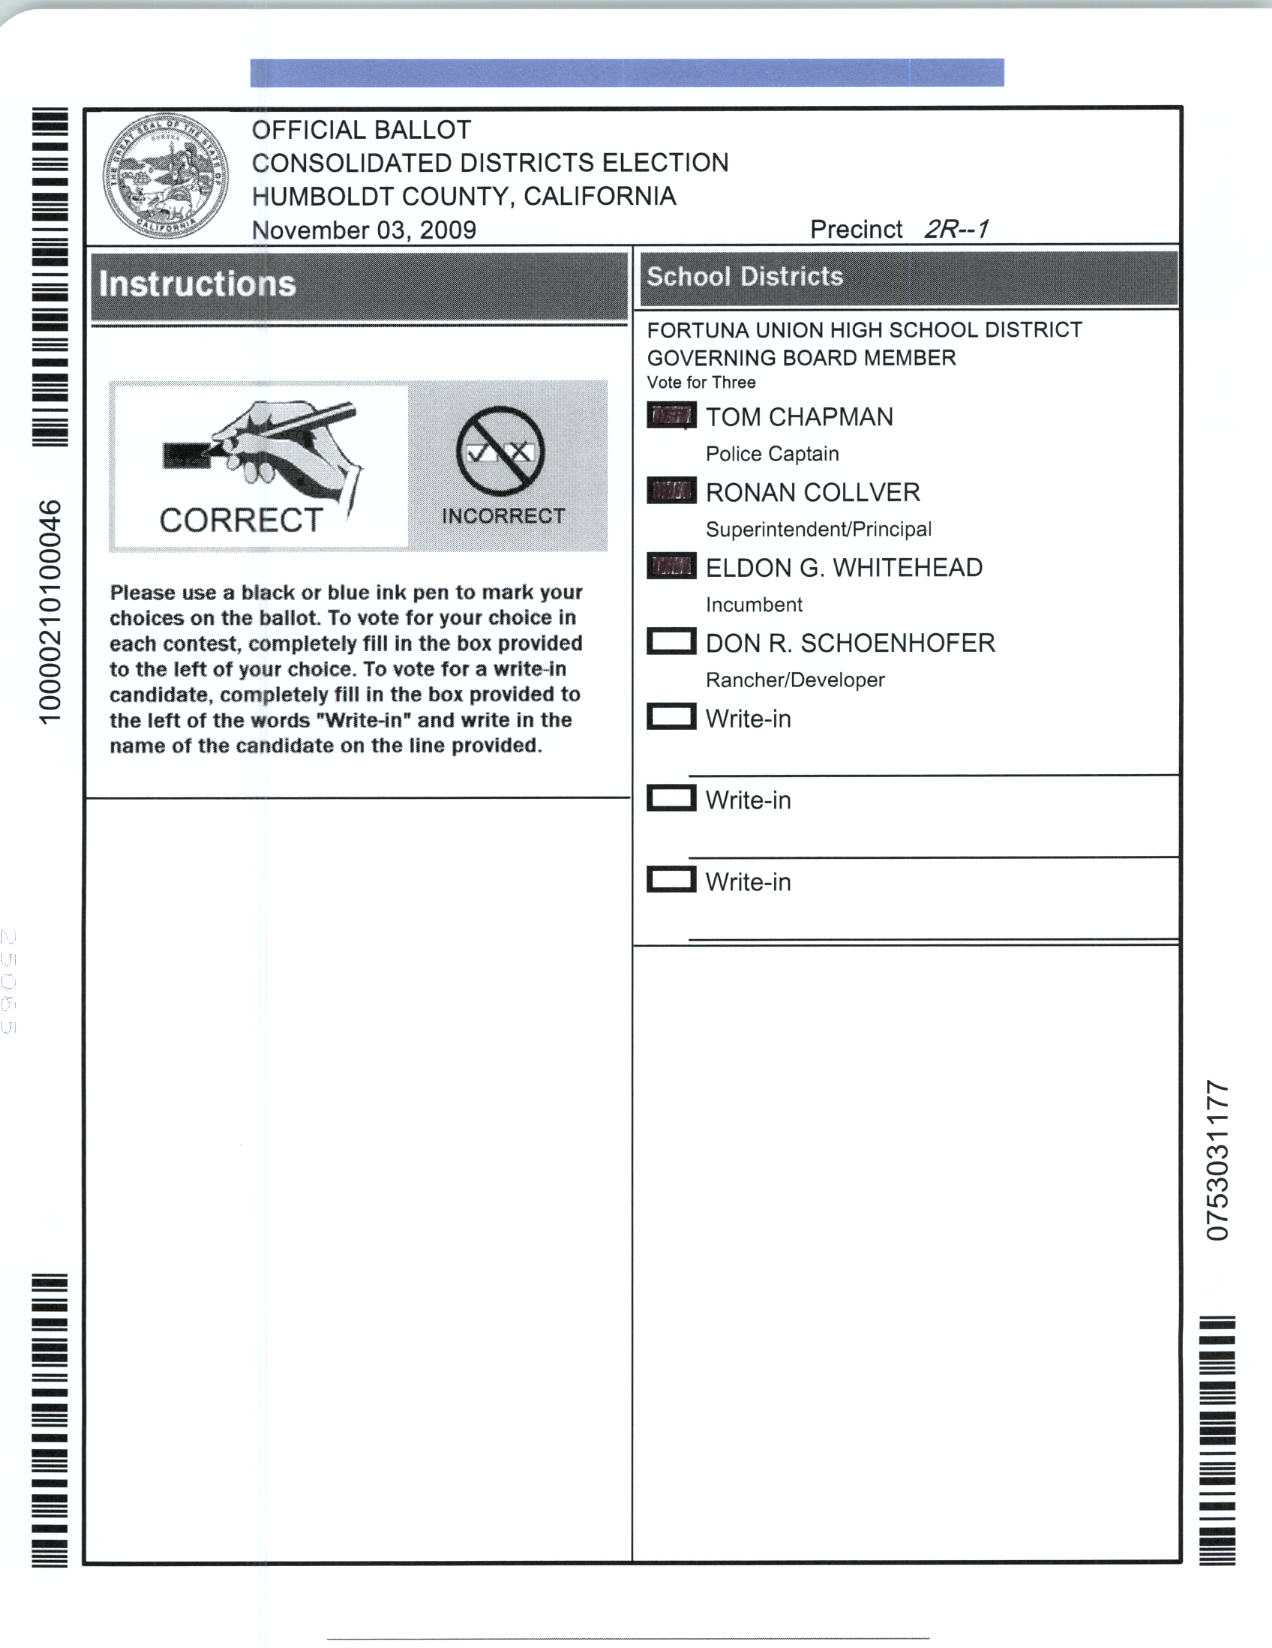 OFFICIAL BALLOT
CONSOLIDATED DISTRICTS ELECTION
HUMBOLDT COUNTY, CALIFORNIA
November 03, 2009
Precinct 2R--1
THE GREAT SEAL OF THE STATE OF CALIFORNIA
EUREKA
Instructions
CORRECT
INCORRECT
Please use a black or blue ink pen to mark your
choices on the ballot. To vote for your choice in
each contest, completely fill in the box provided
to the left of your choice. To vote for a write-in
candidate, completely fill in the box provided to
the left of the words "Write-in" and write in the
name of the candidate on the line provided.
School Districts
FORTUNA UNION HIGH SCHOOL DISTRICT
GOVERNING BOARD MEMBER
Vote for Three
TOM CHAPMAN
Police Captain
RONAN COLLVER
Superintendent/Principal
ELDON G. WHITEHEAD
Incumbent
DON R. SCHOENHOFER
Rancher/Developer
Write-in
Write-in
Write-in
10000210100046
25065
0753031177